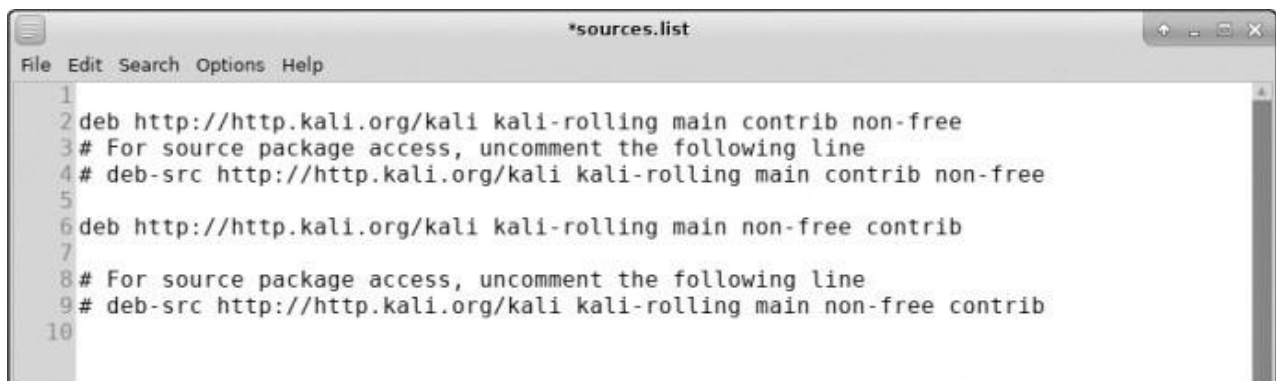 *sources.list
File Edit Search Options Help
1
2 deb http://http.kali.org/kali kali-rolling main contrib non-free
3 # For source package access, uncomment the following line
4 # deb-src http://http.kali.org/kali kali-rolling main contrib non-free
5
6 deb http://http.kali.org/kali kali-rolling main non-free contrib
7
8 # For source package access, uncomment the following line
9 # deb-src http://http.kali.org/kali kali-rolling main non-free contrib
10